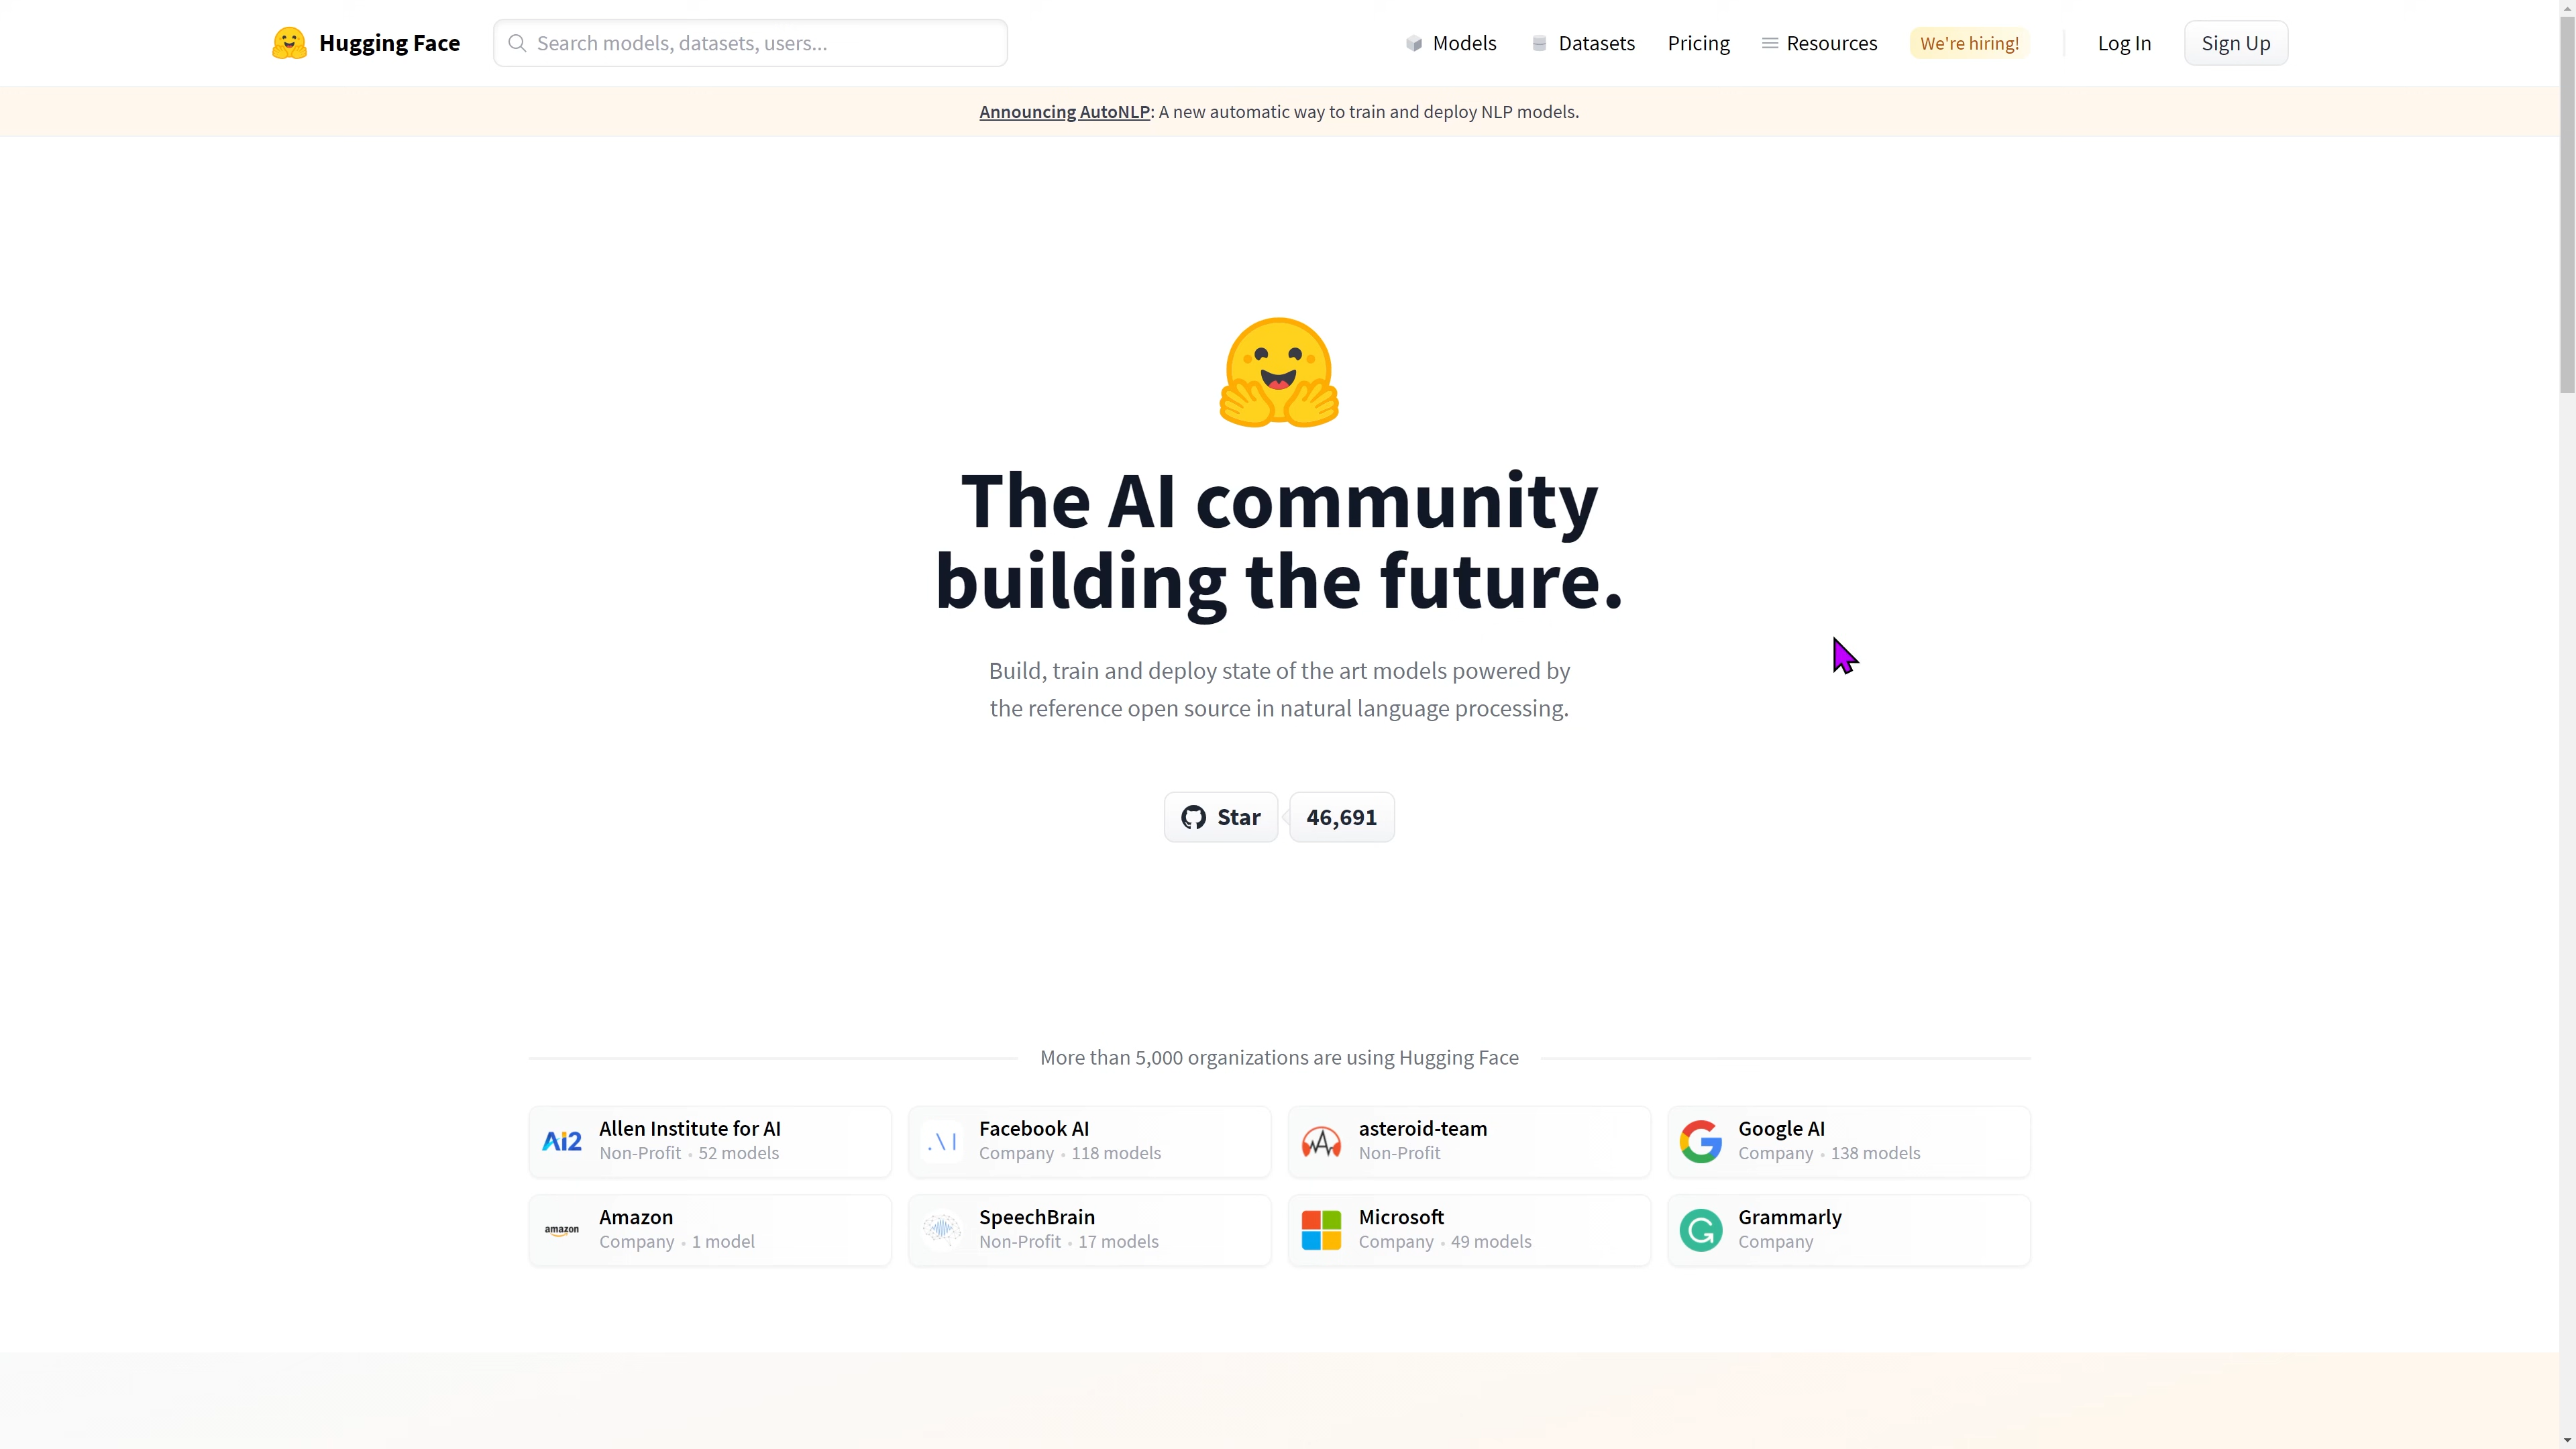 Hugging Face
Search models, datasets, users...
Models
Datasets
Pricing
Resources
We're hiring!
Log In
Sign Up
Announcing AutoNLP: A new automatic way to train and deploy NLP models.
The AI community
building the future.
Build, train and deploy state of the art models powered by
the reference open source in natural language processing.
Star
46,691
More than 5,000 organizations are using Hugging Face
Ai2
Allen Institute for AI
Non-Profit • 52 models
.\|
Facebook AI
Company • 118 models
asteroid-team
Non-Profit
Google AI
Company • 138 models
amazon
Amazon
Company • 1 model
SpeechBrain
Non-Profit • 17 models
Microsoft
Company • 49 models
Grammarly
Company